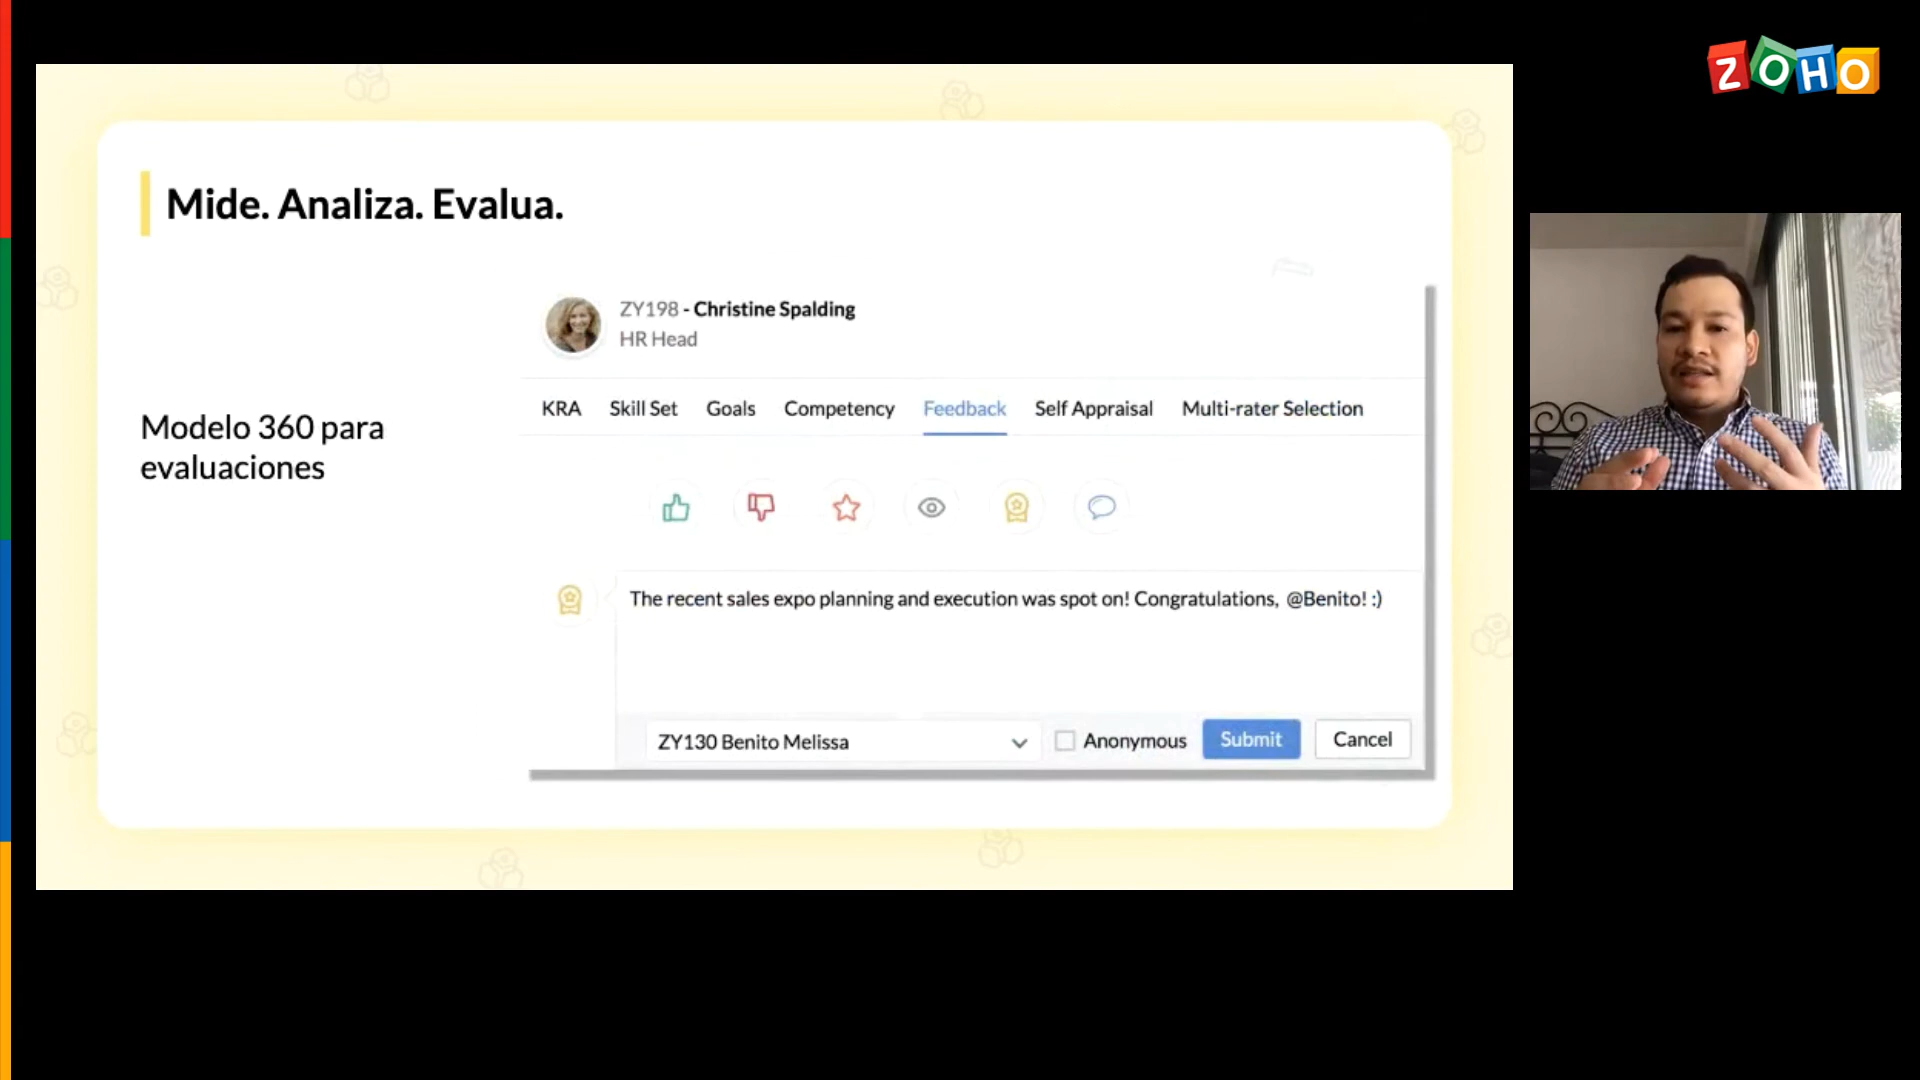 ZOHO
Mide. Analiza. Evalua.
Modelo 360 para
evaluaciones
ZY198 - Christine Spalding
HR Head
KRA Skill Set Goals Competency Feedback Self Appraisal Multi-rater Selection
The recent sales expo planning and execution was spot on! Congratulations, @Benito! :)
ZY130 Benito Melissa Anonymous Submit Cancel